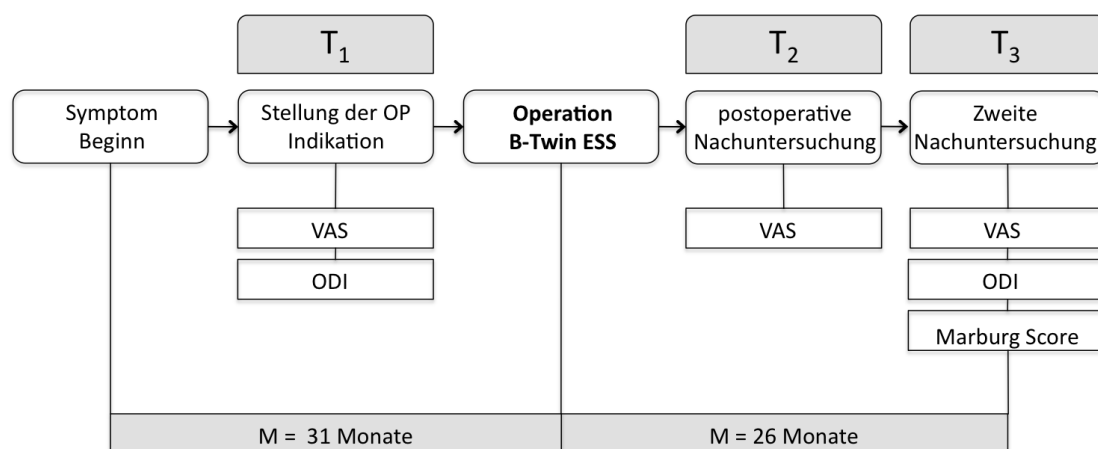 T1
T2
T3
Symptom
Beginn
Stellung der OP
Indikation
Operation
B-Twin ESS
postoperative
Nachuntersuchung
Zweite
Nachuntersuchung
VAS
VAS
VAS
ODI
ODI
Marburg Score
M = 31 Monate
M = 26 Monate